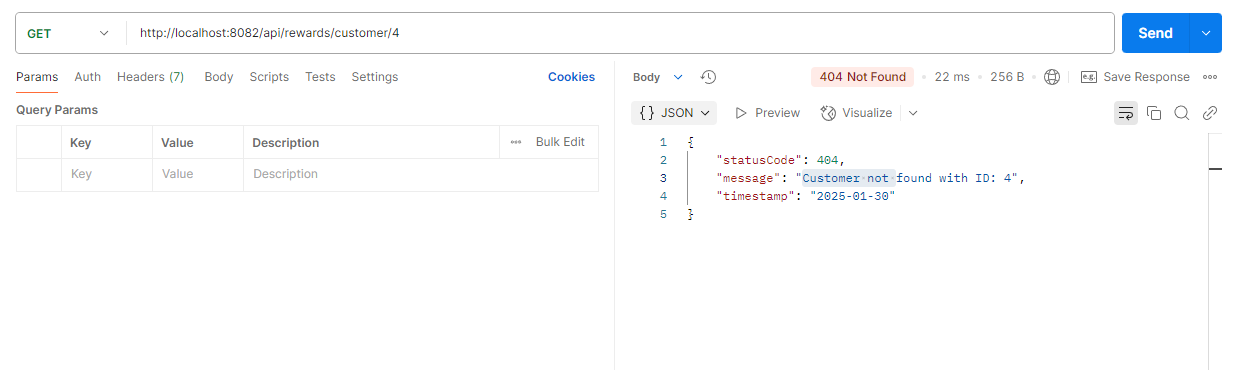 GET http://localhost:8082/api/rewards/customer/4 Send
Params Auth Headers (7) Body Scripts Tests Settings Cookies
Query Params
Key Value Description Bulk Edit
Key Value Description
Body 404 Not Found 22 ms 256 B e.g. Save Response
{} JSON Preview Visualize
1 {
2 "statusCode": 404,
3 "message": "Customer not found with ID: 4",
4 "timestamp": "2025-01-30"
5 }